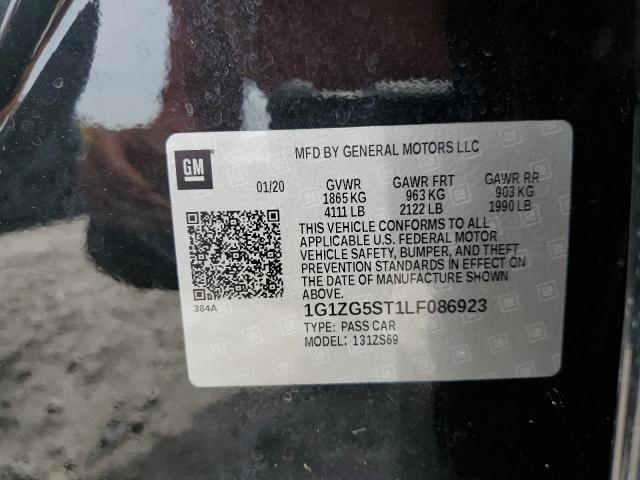 GM
MFD BY GENERAL MOTORS LLC
01/20
GVWR GAWR FRT GAWR RR
1865 KG 963 KG 903 KG
4111 LB 2122 LB 1990 LB
THIS VEHICLE CONFORMS TO ALL
APPLICABLE U.S. FEDERAL MOTOR
VEHICLE SAFETY, BUMPER, AND THEFT
PREVENTION STANDARDS IN EFFECT ON
THE DATE OF MANUFACTURE SHOWN
ABOVE.
384A
1G1ZG5ST1LF086923
TYPE: PASS CAR
MODEL: 131ZS69